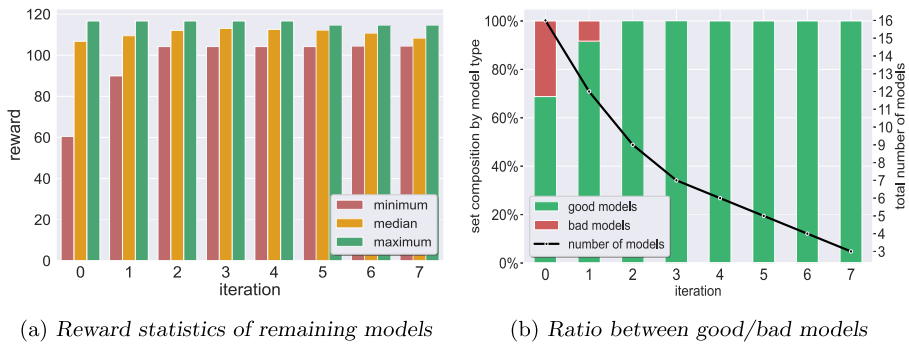 120
100
80
60
40
20
0
reward
0 1 2 3 4 5 6 7
iteration
minimum
median
maximum
(a) Reward statistics of remaining models
100%
80%
60%
40%
20%
0%
set composition by model type
0 1 2 3 4 5 6 7
iteration
good models
bad models
number of models
16
15
14
13
12
11
10
9
8
7
6
5
4
3
total number of models
(b) Ratio between good/bad models